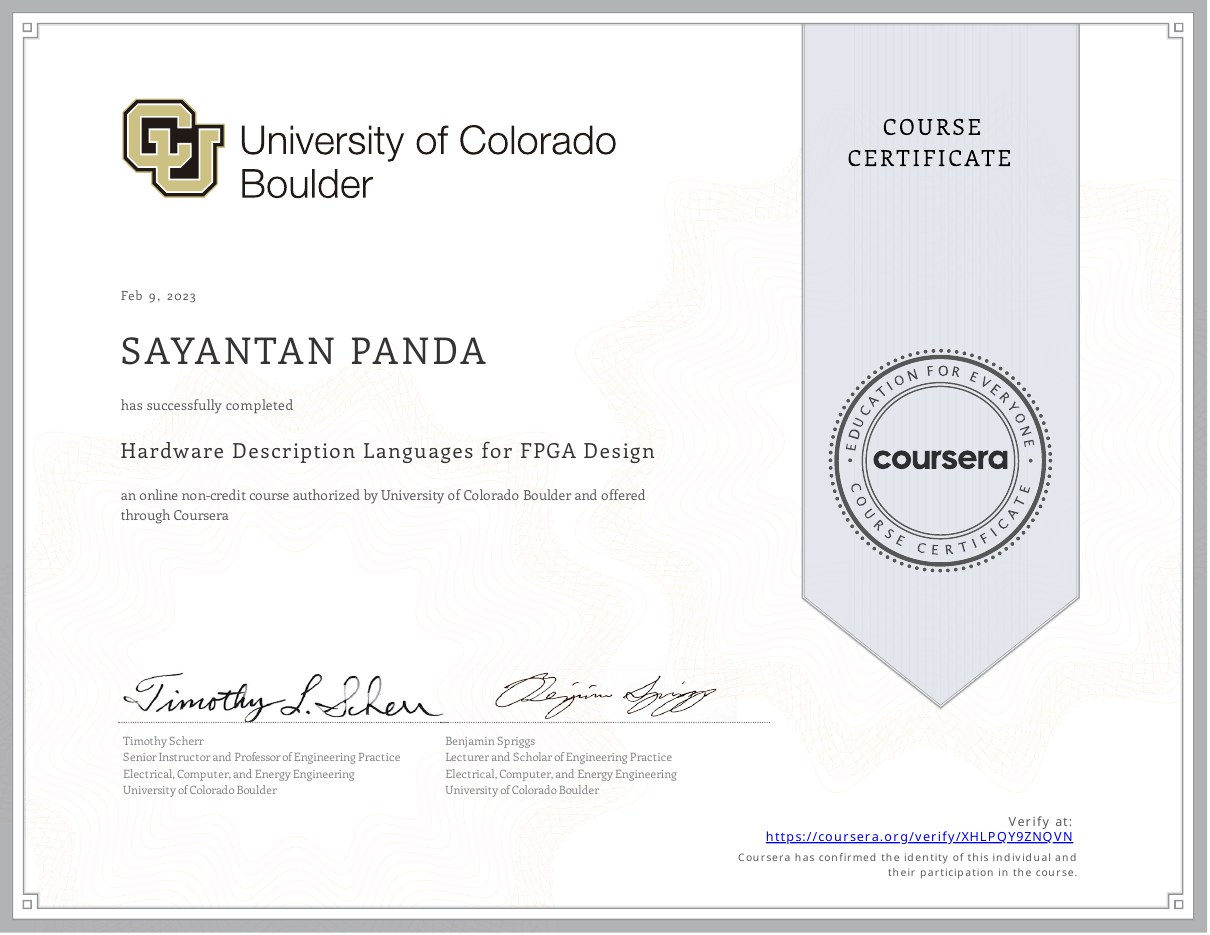 University of Colorado
Boulder
COURSE
CERTIFICATE
Feb 9, 2023
SAYANTAN PANDA
has successfully completed
Hardware Description Languages for FPGA Design
an online non-credit course authorized by University of Colorado Boulder and offered
through Coursera
EDUCATION FOR EVERYONE
coursera
COURSE CERTIFICATE
Timothy S. Scherr
Benjamin Spriggs
Timothy Scherr
Senior Instructor and Professor of Engineering Practice
Electrical, Computer, and Energy Engineering
University of Colorado Boulder
Benjamin Spriggs
Lecturer and Scholar of Engineering Practice
Electrical, Computer, and Energy Engineering
University of Colorado Boulder
Verify at:
https://coursera.org/verify/XHLPQY9ZNQVN
Coursera has confirmed the identity of this individual and
their participation in the course.